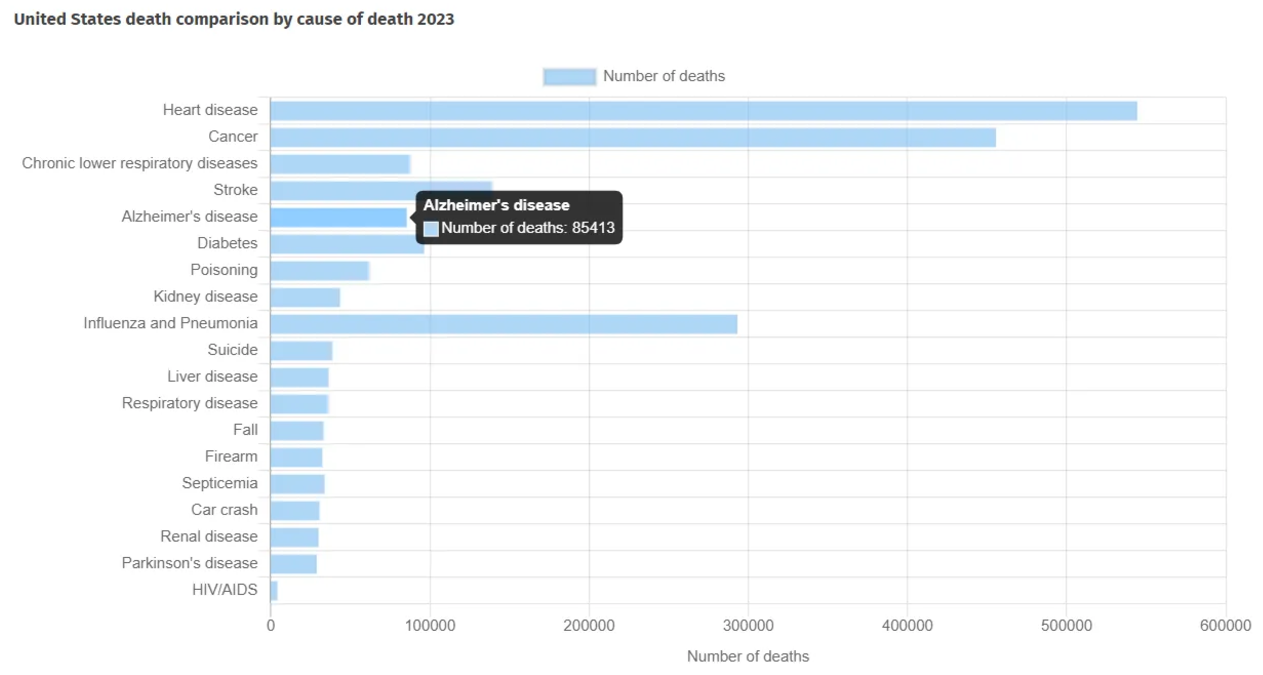 United States death comparison by cause of death 2023
Number of deaths
Heart disease
Cancer
Chronic lower respiratory diseases
Stroke
Alzheimer's disease
Alzheimer's disease
Number of deaths: 85413
Diabetes
Poisoning
Kidney disease
Influenza and Pneumonia
Suicide
Liver disease
Respiratory disease
Fall
Firearm
Septicemia
Car crash
Renal disease
Parkinson's disease
HIV/AIDS
0 100000 200000 300000 400000 500000 600000
Number of deaths